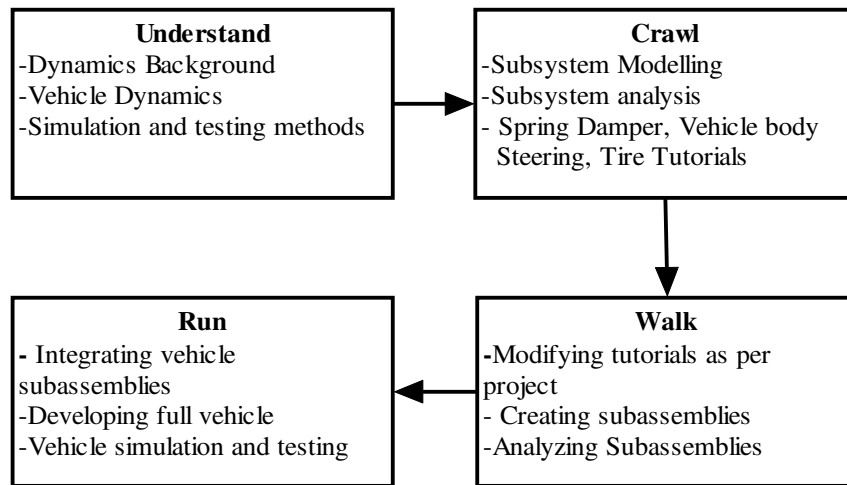 Understand
-Dynamics Background
-Vehicle Dynamics
-Simulation and testing methods
Crawl
-Subsystem Modelling
-Subsystem analysis
- Spring Damper, Vehicle body
Steering, Tire Tutorials
Run
- Integrating vehicle
subassemblies
-Developing full vehicle
-Vehicle simulation and testing
Walk
-Modifying tutorials as per
project
- Creating subassemblies
-Analyzing Subassemblies